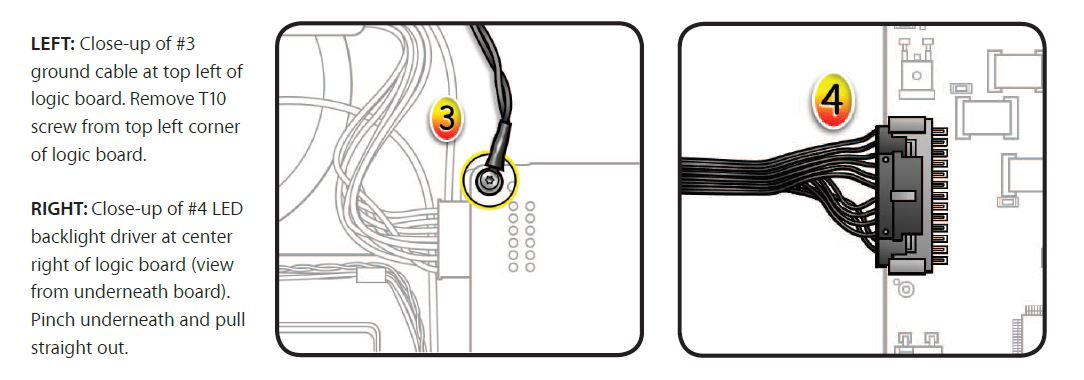 LEFT: Close-up of #3
ground cable at top left of
logic board. Remove T10
screw from top left corner
of logic board.
RIGHT: Close-up of #4 LED
backlight driver at center
right of logic board (view
from underneath board).
Pinch underneath and pull
straight out.
3
4